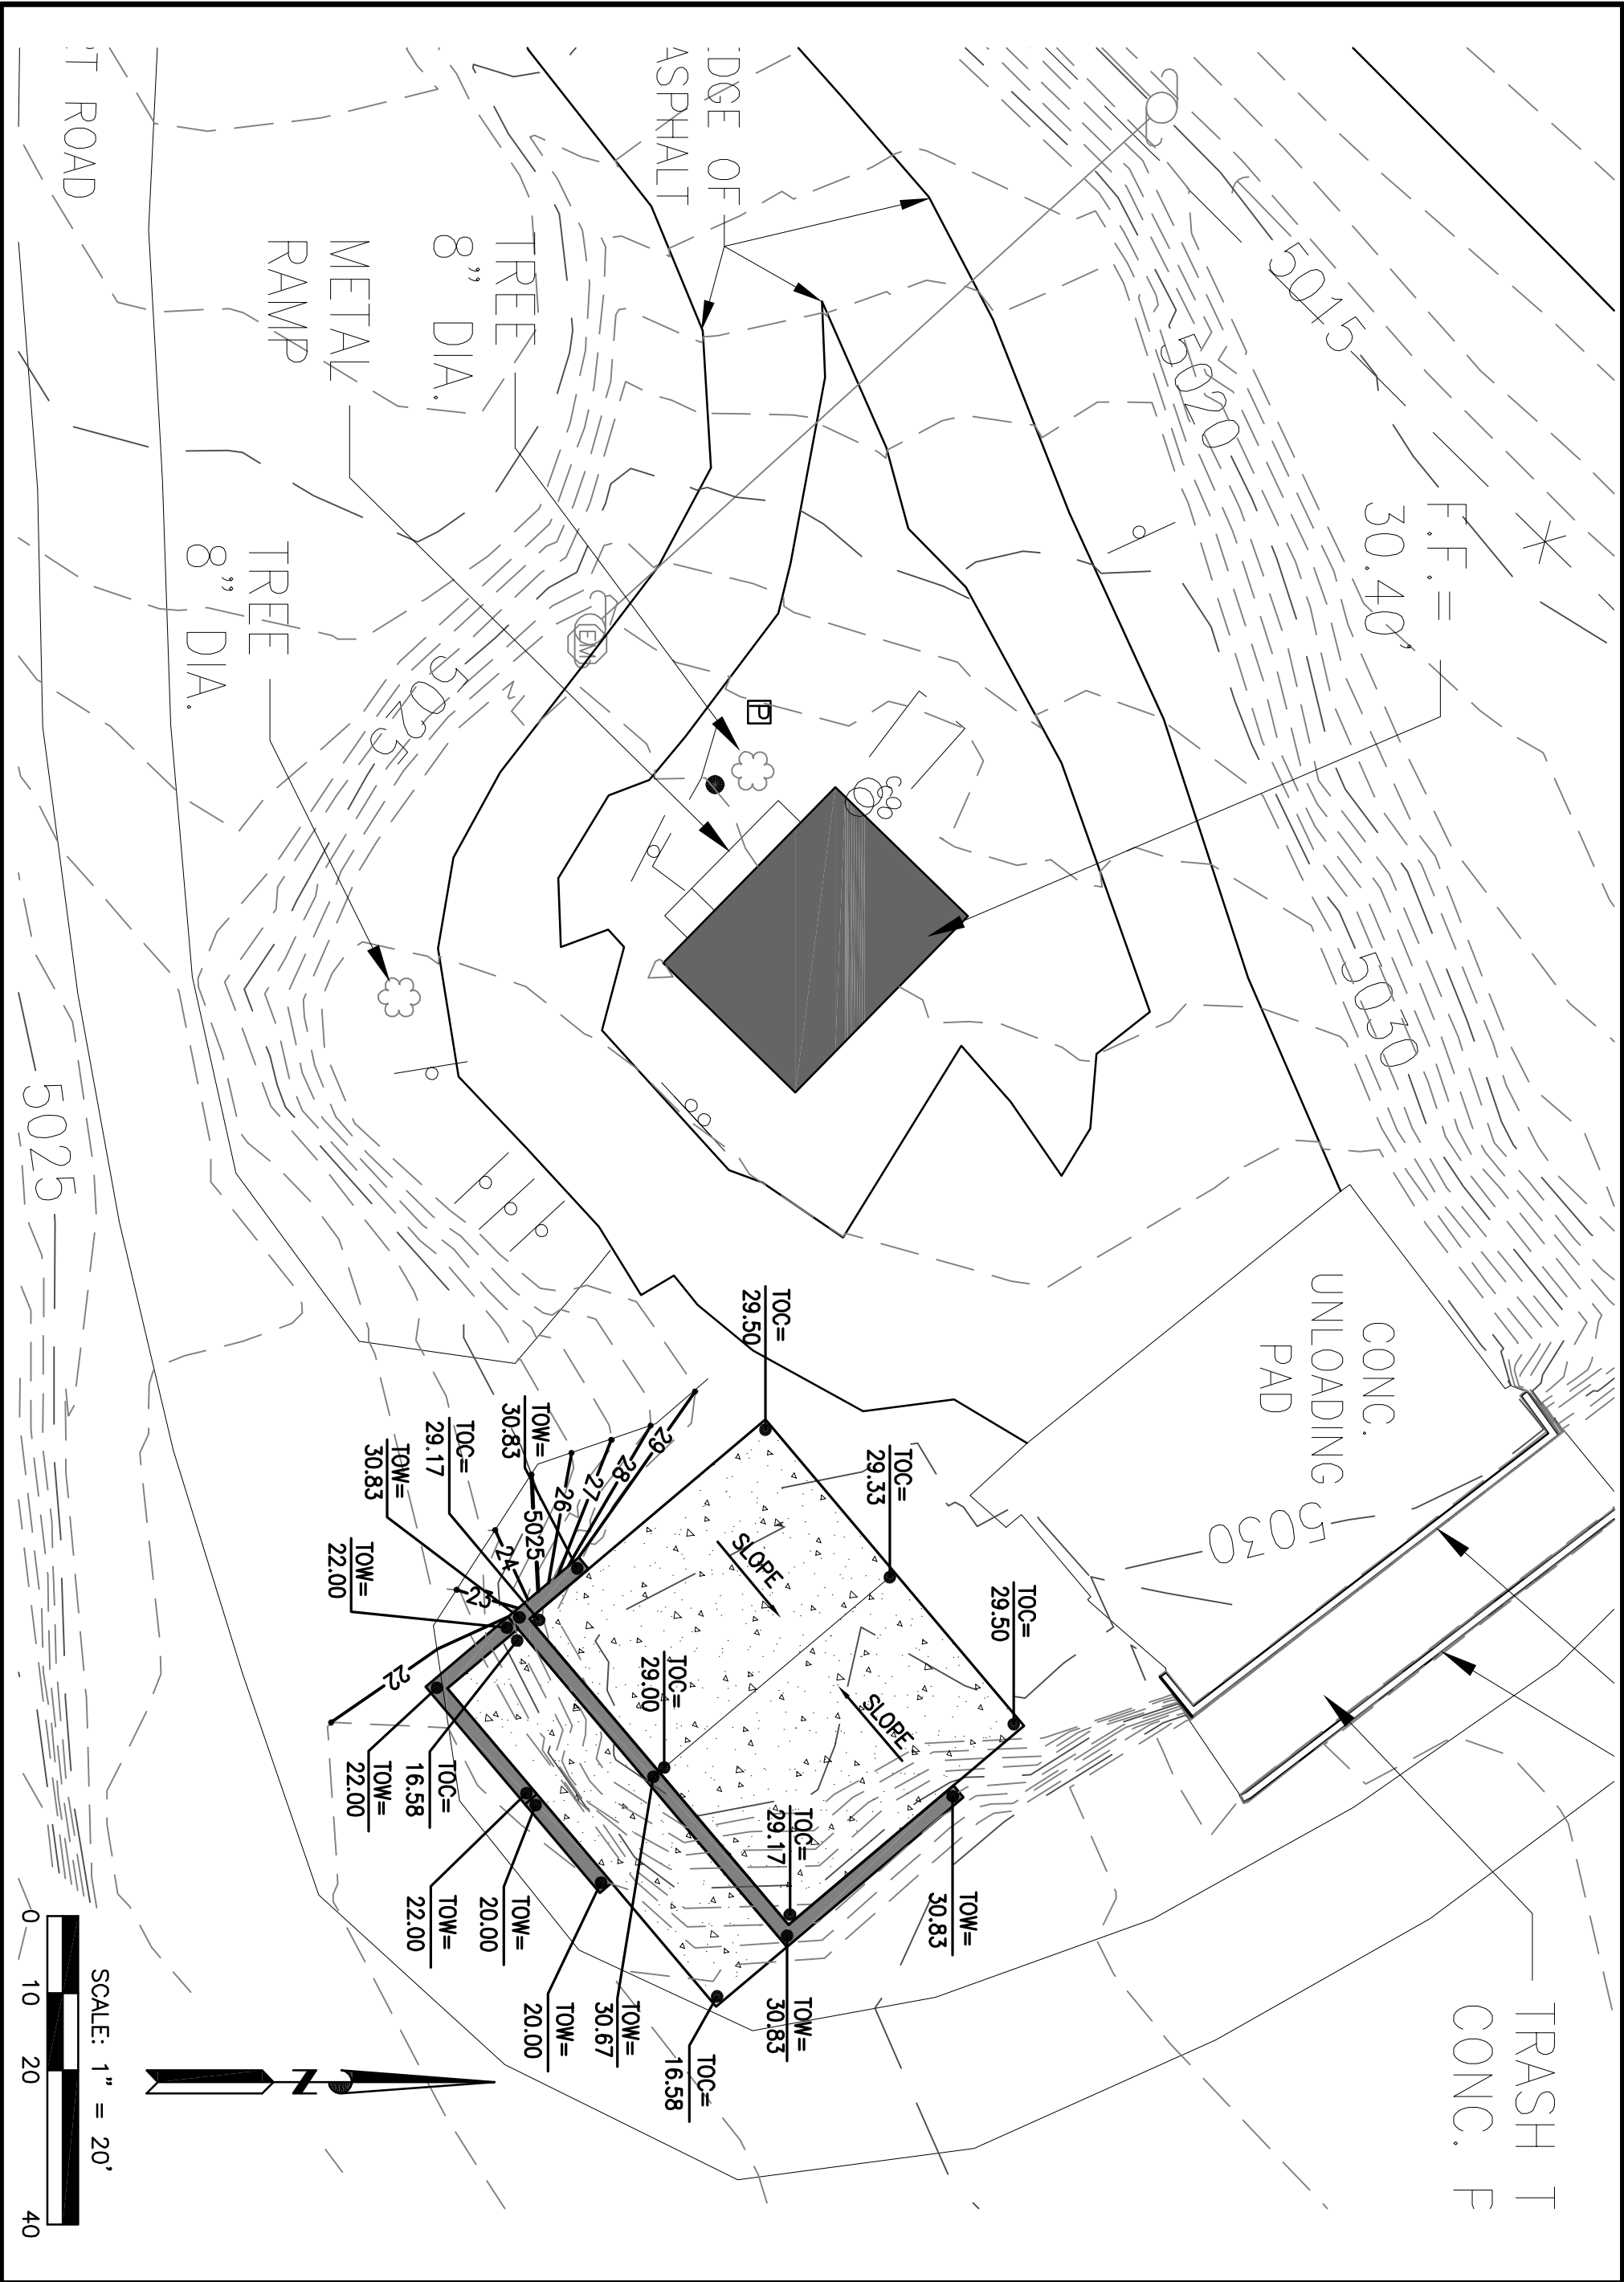 TRASH T
CONC. P
F.F. =
30.40'
5015
5020
5030
CONC.
UNLOADING
PAD
5030
EDGE OF
ASPHALT
TREE
8" DIA.
METAL
RAMP
TREE
8" DIA.
T ROAD
5025
5025
EM
P
TOC=
29.50
TOC=
29.33
TOC=
29.50
SLOPE
SLOPE
TOC=
29.00
TOC=
29.17
TOW=
30.83
TOW=
30.83
TOC=
16.58
TOW=
30.67
TOW=
20.00
TOW=
20.00
TOW=
22.00
TOC=
16.58
TOW=
22.00
TOW=
22.00
TOW=
30.83
TOC=
29.17
TOW=
30.83
29
28
27
26
5025
24
23
22
N
0 10 20 40
SCALE: 1" = 20'